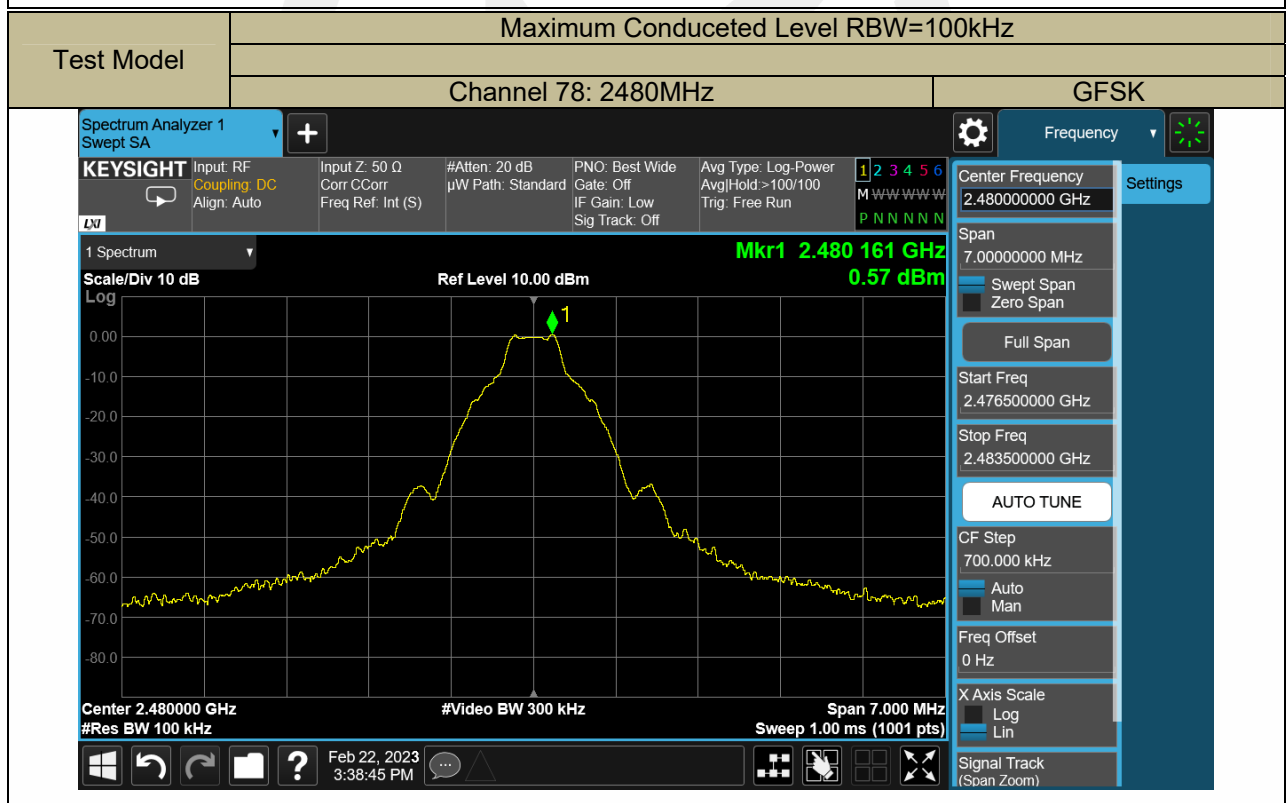 Maximum Conduceted Level RBW=100kHz
Test Model
Channel 78: 2480MHz GFSK
Spectrum Analyzer 1
Swept SA
+
Frequency
KEYSIGHT
LXI
Input: RF
Coupling: DC
Align: Auto
Input Z: 50 Ω
Corr CCorr
Freq Ref: Int (S)
#Atten: 20 dB
µW Path: Standard
PNO: Best Wide
Gate: Off
IF Gain: Low
Sig Track: Off
Avg Type: Log-Power
Avg|Hold:>100/100
Trig: Free Run
1 2 3 4 5 6
M W W W W W
P N N N N N
1 Spectrum
Mkr1 2.480 161 GHz
0.57 dBm
Scale/Div 10 dB
Ref Level 10.00 dBm
Log
1
0.00
-10.0
-20.0
-30.0
-40.0
-50.0
-60.0
-70.0
-80.0
Center 2.480000 GHz
#Video BW 300 kHz
Span 7.000 MHz
#Res BW 100 kHz
Sweep 1.00 ms (1001 pts)
Center Frequency
2.480000000 GHz
Settings
Span
7.00000000 MHz
Swept Span
Zero Span
Full Span
Start Freq
2.476500000 GHz
Stop Freq
2.483500000 GHz
AUTO TUNE
CF Step
700.000 kHz
Auto
Man
Freq Offset
0 Hz
X Axis Scale
Log
Lin
Signal Track
(Span Zoom)
?
Feb 22, 2023
3:38:45 PM